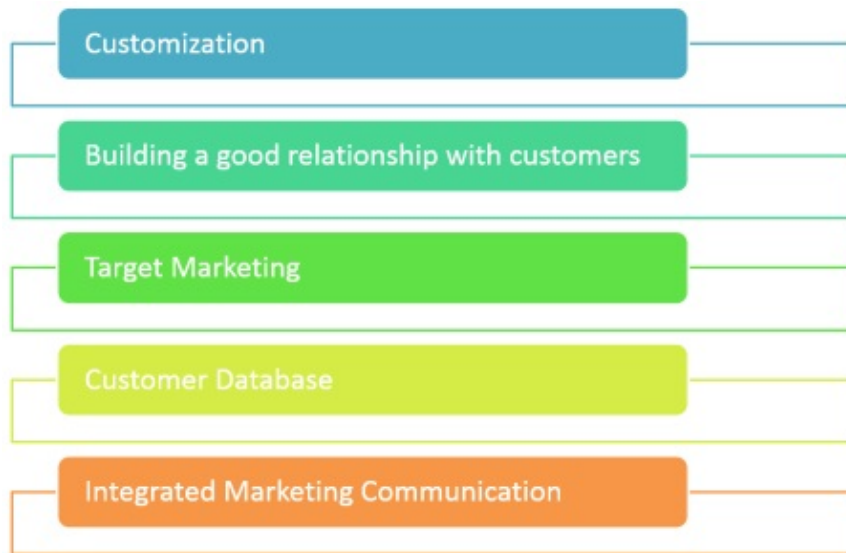 Customization
Building a good relationship with customers
Target Marketing
Customer Database
Integrated Marketing Communication